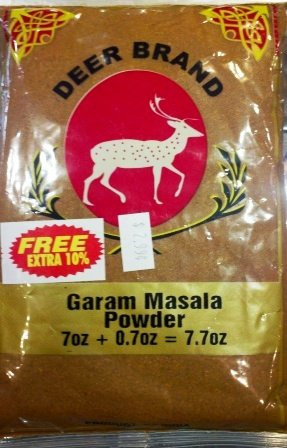 DEER BRAND
FREE
EXTRA 10%
Garam Masala
Powder
7oz + 0.7oz = 7.7oz